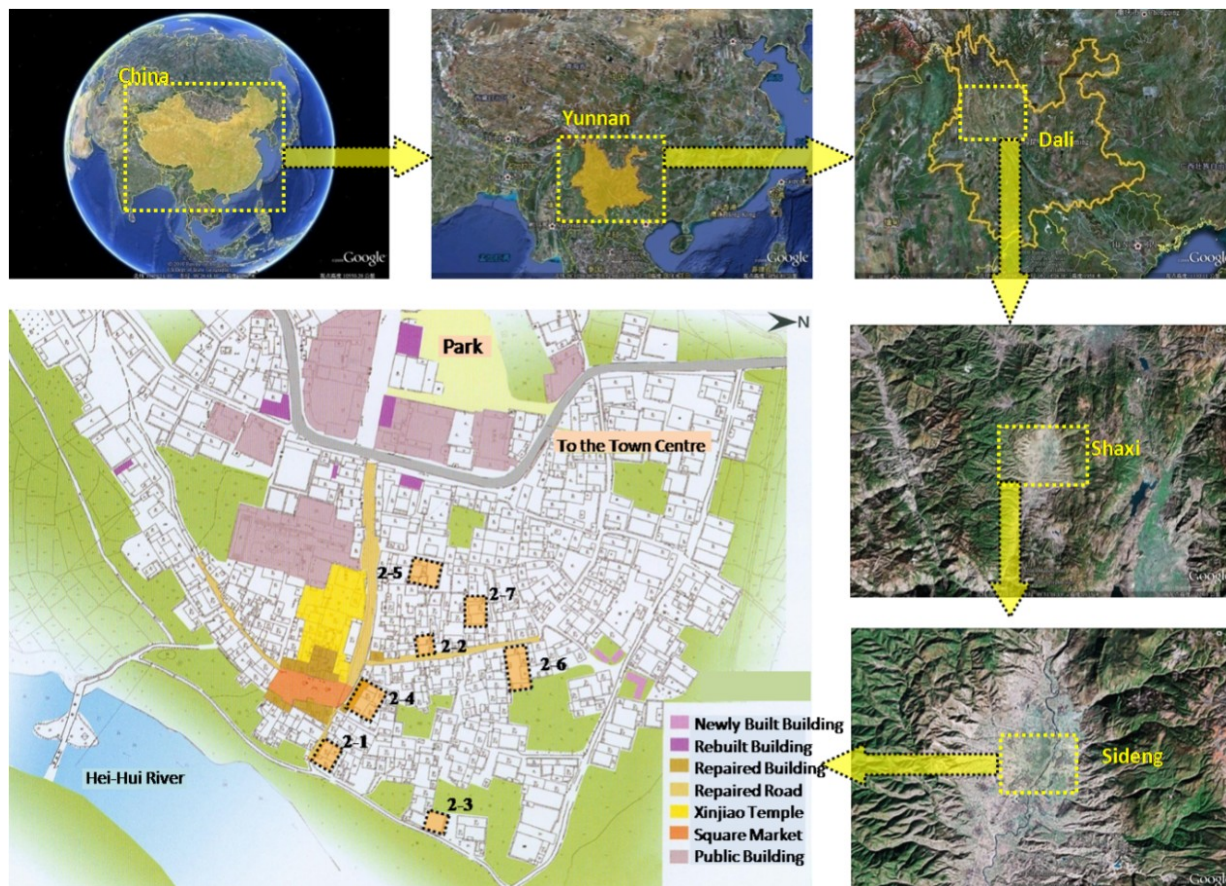 China
Google
Yunnan
Google
Dali
Google
Shaxi
Google
Sideng
Google
N
Park
To the Town Centre
2-5
2-7
2-2
2-6
2-4
2-1
2-3
Hei-Hui River
Newly Built Building
Rebuilt Building
Repaired Building
Repaired Road
Xinjiao Temple
Square Market
Public Building